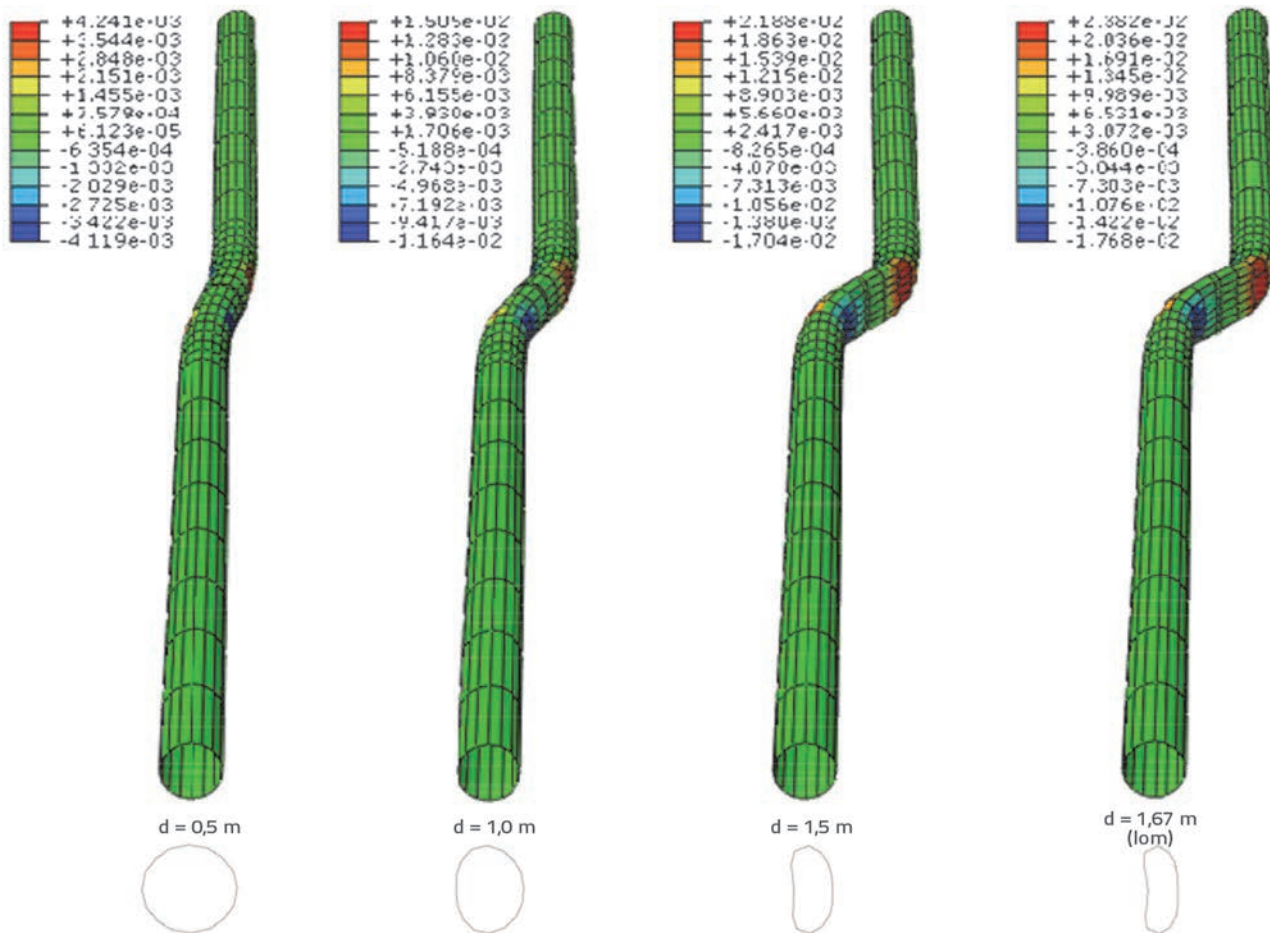 +4.241e-03
+3.544e-03
+2.848e-03
+2.151e-03
+1.455e-03
+7.579e-04
+6.123e-05
-6.354e-04
-1.332e-03
-2.029e-03
-2.725e-03
-3.422e-03
-4.119e-03
+1.505e-02
+1.283e-02
+1.060e-02
+8.379e-03
+6.155e-03
+3.930e-03
+1.706e-03
-5.188e-04
-2.743e-03
-4.968e-03
-7.192e-03
-9.417e-03
-1.164e-02
+2.188e-02
+1.863e-02
+1.539e-02
+1.215e-02
+8.903e-03
+5.660e-03
+2.417e-03
-8.265e-04
-4.070e-03
-7.313e-03
-1.056e-02
-1.380e-02
-1.704e-02
+2.382e-02
+2.036e-02
+1.691e-02
+1.345e-02
+9.989e-03
+6.531e-03
+3.072e-03
-3.860e-04
-3.844e-03
-7.303e-03
-1.076e-02
-1.422e-02
-1.768e-02
d = 0,5 m
d = 1,0 m
d = 1,5 m
d = 1,67 m
(lom)